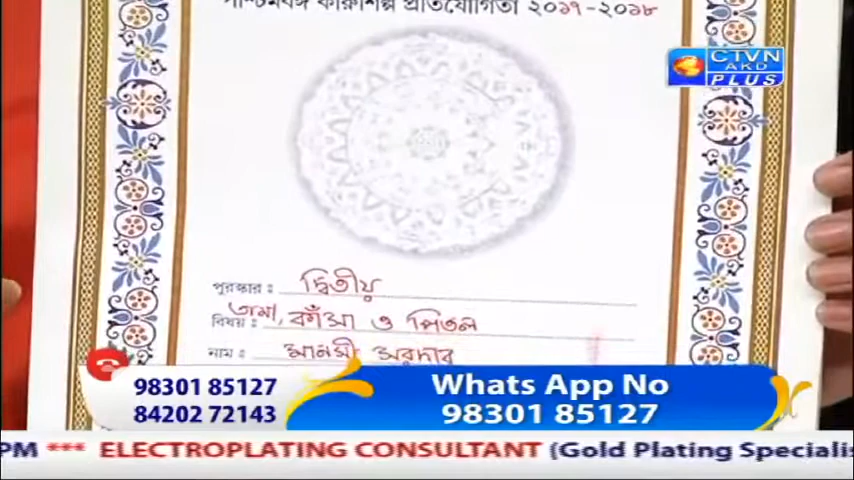 পশ্চিমবঙ্গ কারুশিল্প প্রতিযোগিতা ২০১৭-২০১৮
CTVN
AKD
PLUS
পুরস্কার : দ্বিতীয়
বিষয় : তামা, কাঁসা ও পিতল
নাম : মানসী সরদার
98301 85127
84202 72143
Whats App No
98301 85127
PM *** ELECTROPLATING CONSULTANT (Gold Plating Specialis